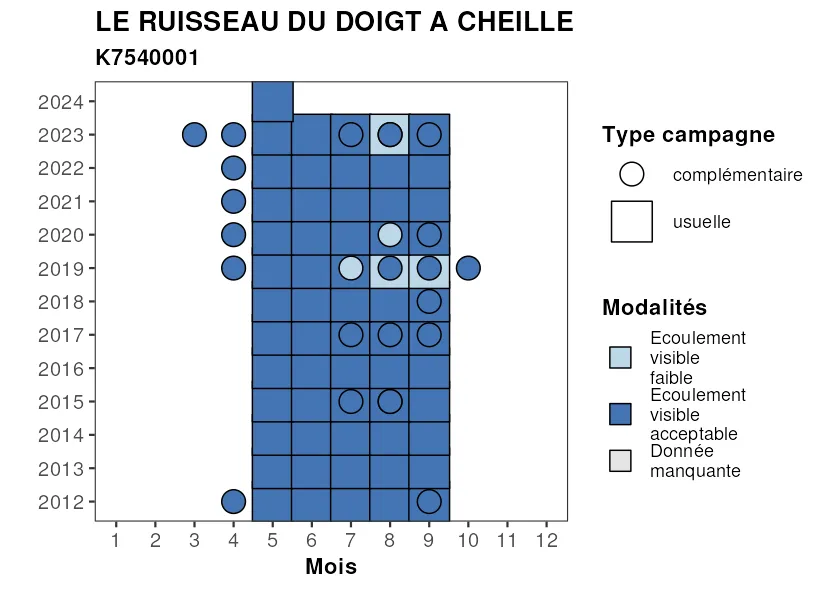 LE RUISSEAU DU DOIGT A CHEILLE
K7540001
2024
2023
2022
2021
2020
2019
2018
2017
2016
2015
2014
2013
2012
1 2 3 4 5 6 7 8 9 10 11 12
Mois
Type campagne
complémentaire
usuelle
Modalités
Ecoulement
visible
faible
Ecoulement
visible
acceptable
Donnée
manquante